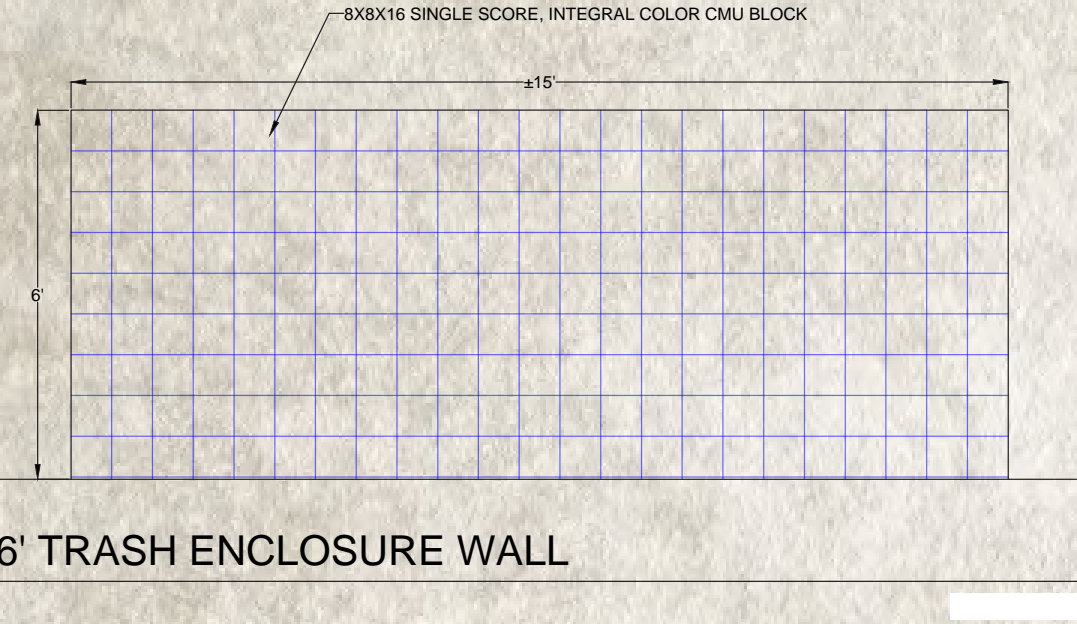 8X8X16 SINGLE SCORE, INTEGRAL COLOR CMU BLOCK
±15'
6'
6' TRASH ENCLOSURE WALL